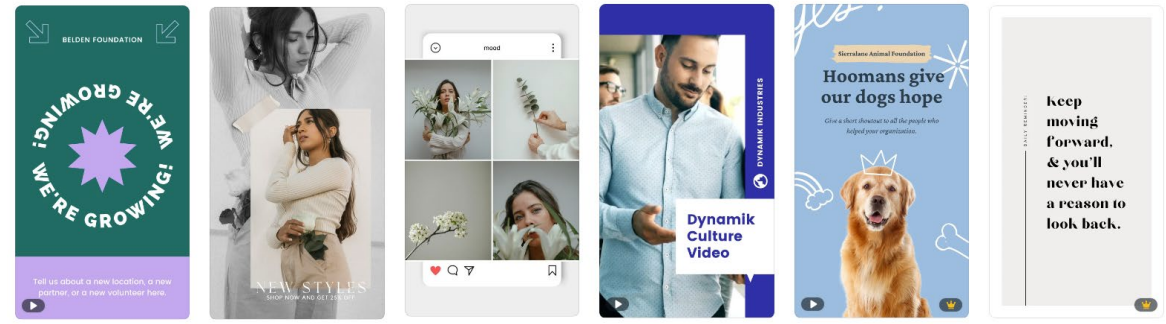 BELDEN FOUNDATION
WE'RE GROWING! WE'RE GROWING!
Tell us about a new location, a new
partner, or a new volunteer here.
NEW STYLES
SHOP NOW AND GET 25% OFF
mood
DYNAMIK INDUSTRIES
Dynamik
Culture
Video
yes!
Sierralane Animal Foundation
Hoomans give
our dogs hope
Give a short shoutout to all the people who
helped your organization.
DAILY REMINDER:
Keep
moving
forward,
& you'll
never have
a reason to
look back.